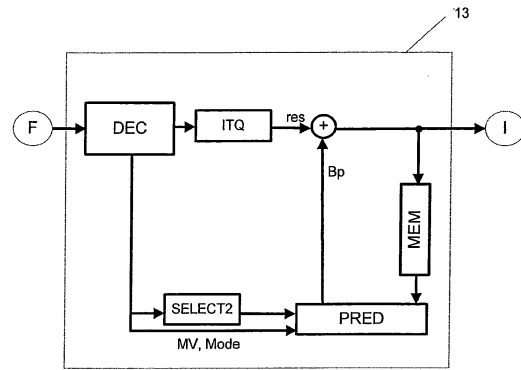 13
F
DEC
ITQ
res
+
I
Bp
MEM
SELECT2
PRED
MV, Mode